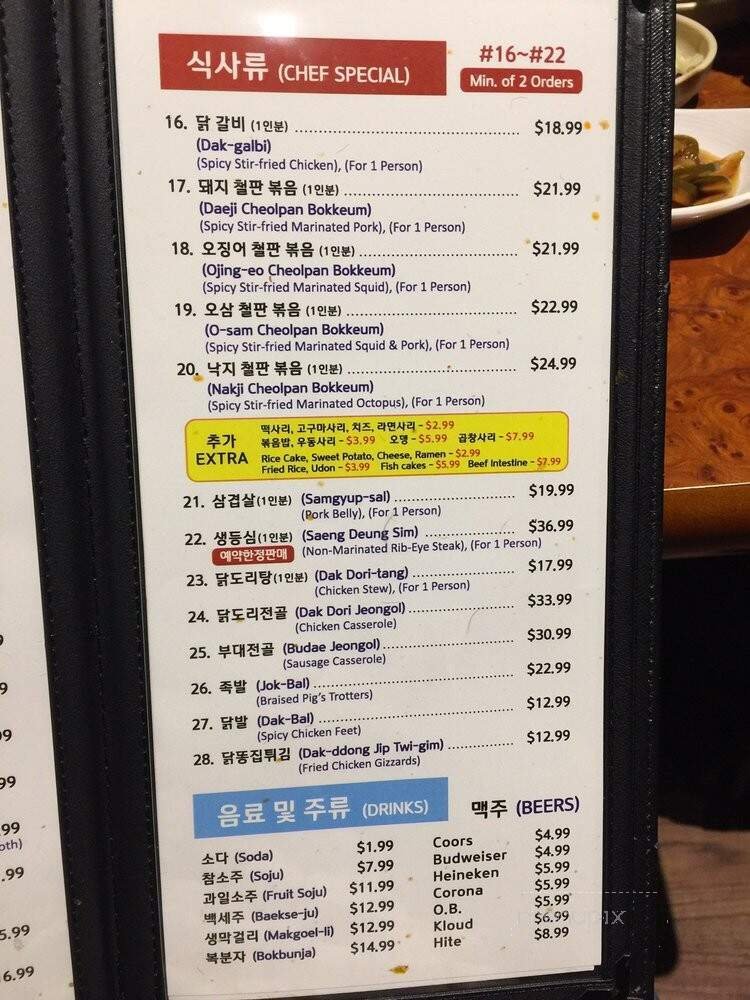 식사류 (CHEF SPECIAL)
#16~#22
Min. of 2 Orders
16. 닭 갈비 (1인분) $18.99
(Dak-galbi)
(Spicy Stir-fried Chicken), (For 1 Person)
17. 돼지 철판 볶음 (1인분) $21.99
(Daeji Cheolpan Bokkeum)
(Spicy Stir-fried Marinated Pork), (For 1 Person)
18. 오징어 철판 볶음 (1인분) $21.99
(Ojing-eo Cheolpan Bokkeum)
(Spicy Stir-fried Marinated Squid), (For 1 Person)
19. 오삼 철판 볶음 (1인분) $22.99
(O-sam Cheolpan Bokkeum)
(Spicy Stir-fried Marinated Squid & Pork), (For 1 Person)
20. 낙지 철판 볶음 (1인분) $24.99
(Nakji Cheolpan Bokkeum)
(Spicy Stir-fried Marinated Octopus), (For 1 Person)
추가
EXTRA
떡사리, 고구마사리, 치즈, 라면사리 - $2.99
볶음밥, 우동사리 - $3.99 오뎅 - $5.99 곱창사리 - $7.99
Rice Cake, Sweet Potato, Cheese, Ramen - $2.99
Fried Rice, Udon - $3.99 Fish cakes - $5.99 Beef Intestine - $7.99
21. 삼겹살(1인분) (Samgyup-sal) $19.99
(Pork Belly), (For 1 Person)
22. 생등심(1인분) (Saeng Deung Sim) $36.99
예약한정판매 (Non-Marinated Rib-Eye Steak), (For 1 Person)
23. 닭도리탕(1인분) (Dak Dori-tang) $17.99
(Chicken Stew), (For 1 Person)
24. 닭도리전골 (Dak Dori Jeongol) $33.99
(Chicken Casserole)
25. 부대전골 (Budae Jeongol) $30.99
(Sausage Casserole)
26. 족발 (Jok-Bal) $22.99
(Braised Pig's Trotters)
27. 닭발 (Dak-Bal) $12.99
(Spicy Chicken Feet)
28. 닭똥집튀김 (Dak-ddong Jip Twi-gim) $12.99
(Fried Chicken Gizzards)
음료 및 주류 (DRINKS)
소다 (Soda) $1.99
참소주 (Soju) $7.99
과일소주 (Fruit Soju) $11.99
백세주 (Baekse-ju) $12.99
생막걸리 (Makgoel-li) $12.99
복분자 (Bokbunja) $14.99
맥주 (BEERS)
Coors $4.99
Budweiser $4.99
Heineken $5.99
Corona $5.99
O.B. $5.99
Kloud $6.99
Hite $8.99
9
9
99
.99
oth)
.99
5.99
6.99